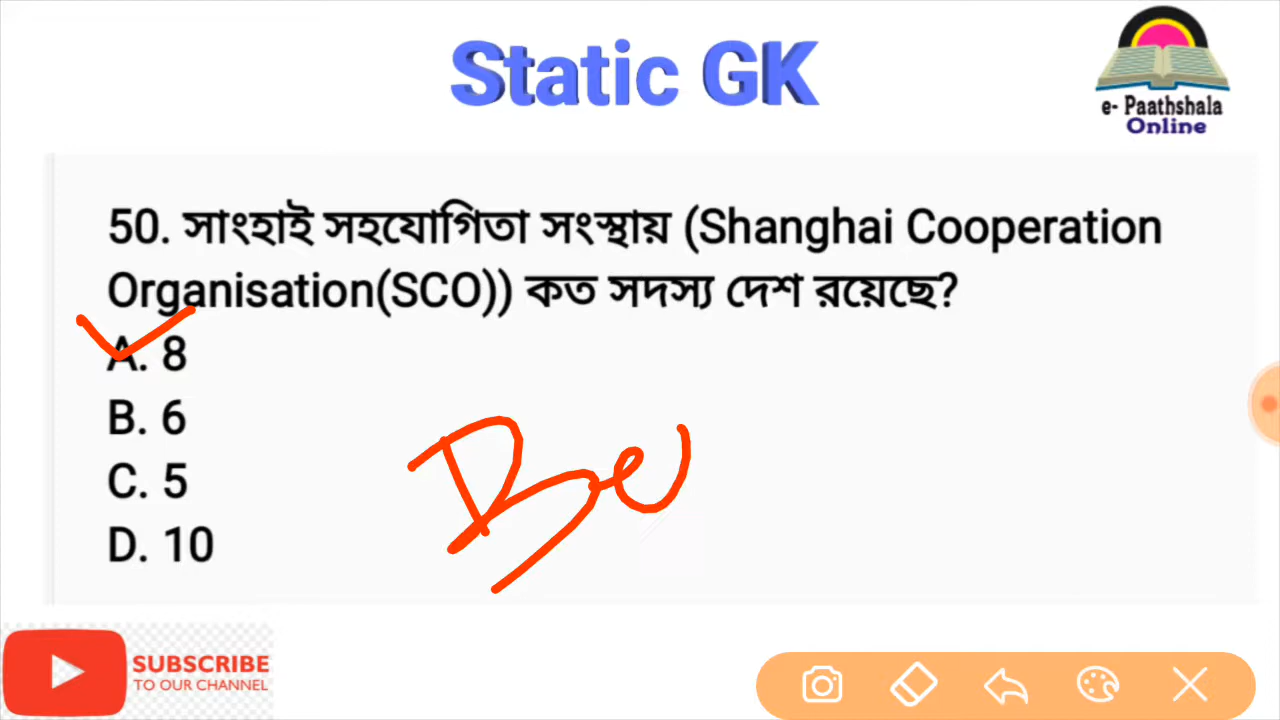 Static GK
e- Paathshala
Online
50. সাংহাই সহযোগিতা সংস্থায় (Shanghai Cooperation
Organisation(SCO)) কত সদস্য দেশ রয়েছে?
A. 8
B. 6
C. 5
D. 10
Be
SUBSCRIBE
TO OUR CHANNEL